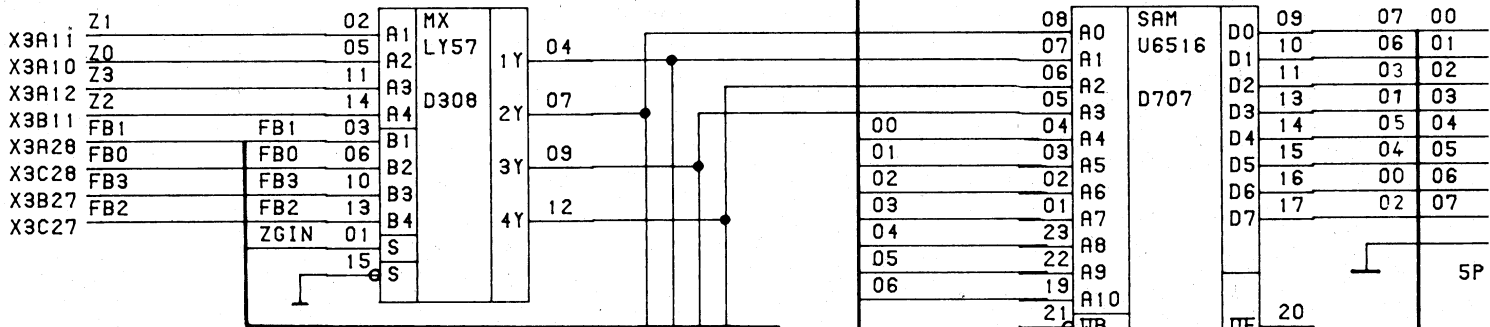 X3A11 Z1 02 A1
X3A10 Z0 05 A2
X3A12 Z3 11 A3
X3B11 Z2 14 A4
X3A28 FB1 FB1 03 B1
X3C28 FB0 FB0 06 B2
X3B27 FB3 FB3 10 B3
X3C27 FB2 FB2 13 B4
ZGIN 01 S
15 S
MX
LY57
D308
1Y 04
2Y 07
3Y 09
4Y 12
08 A0
07 A1
06 A2
05 A3
00 04 A4
01 03 A5
02 02 A6
03 01 A7
04 23 A8
05 22 A9
06 19 A10
21
SAM
U6516
D707
D0 09 07 00
D1 10 06 01
D2 11 03 02
D3 13 01 03
D4 14 05 04
D5 15 04 05
D6 16 00 06
D7 17 02 07
5P
20